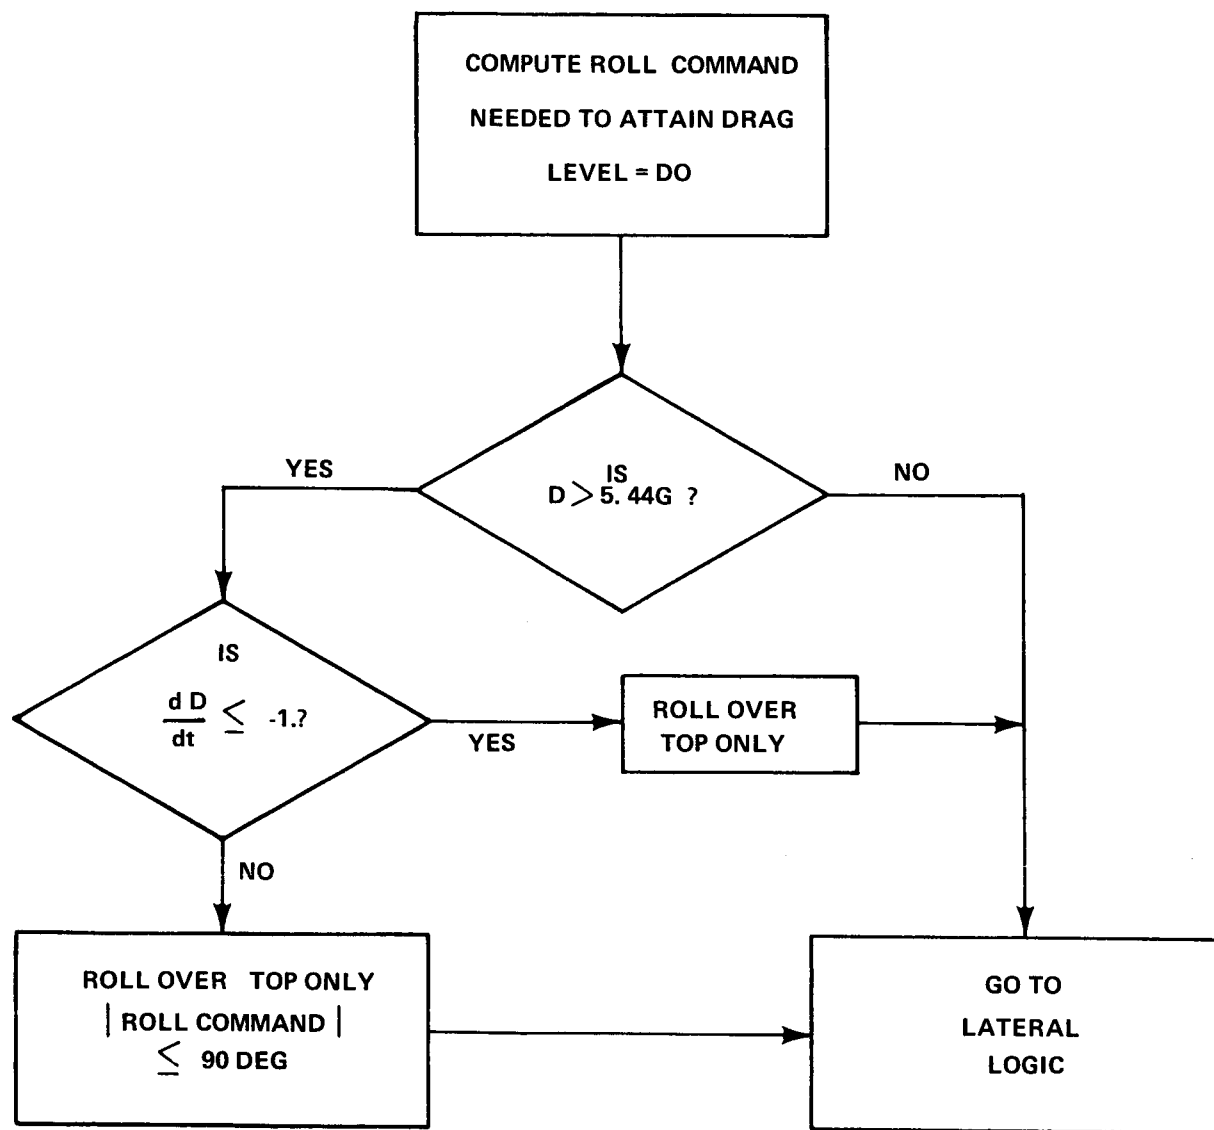 COMPUTE ROLL COMMAND
NEEDED TO ATTAIN DRAG
LEVEL = DO
YES
IS
D > 5. 44G ?
NO
IS
d D
dt
≤ -1.?
YES
ROLL OVER
TOP ONLY
NO
ROLL OVER TOP ONLY
| ROLL COMMAND |
≤ 90 DEG
GO TO
LATERAL
LOGIC